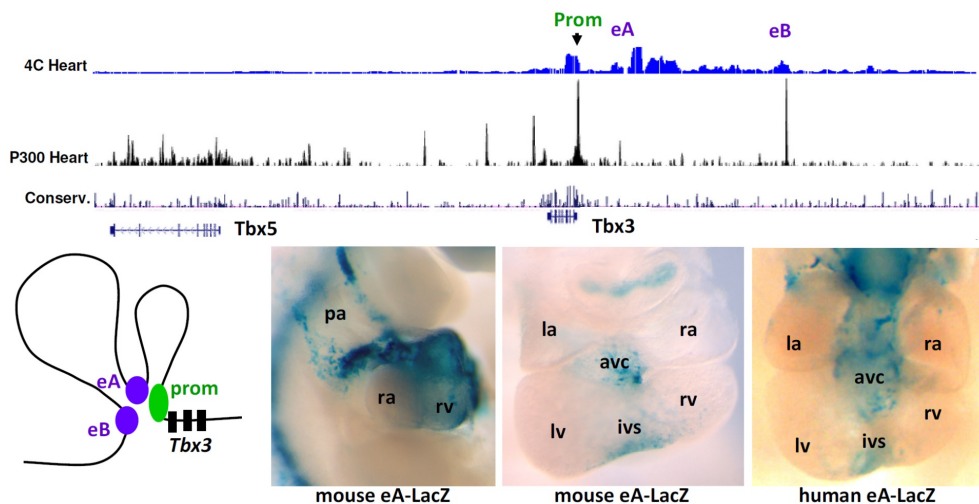 Prom
eA
eB
4C Heart
P300 Heart
Conserv.
Tbx5
Tbx3
eA
prom
eB
Tbx3
pa
ra
rv
mouse eA-LacZ
la
ra
avc
rv
lv
ivs
mouse eA-LacZ
la
ra
avc
rv
lv
ivs
human eA-LacZ